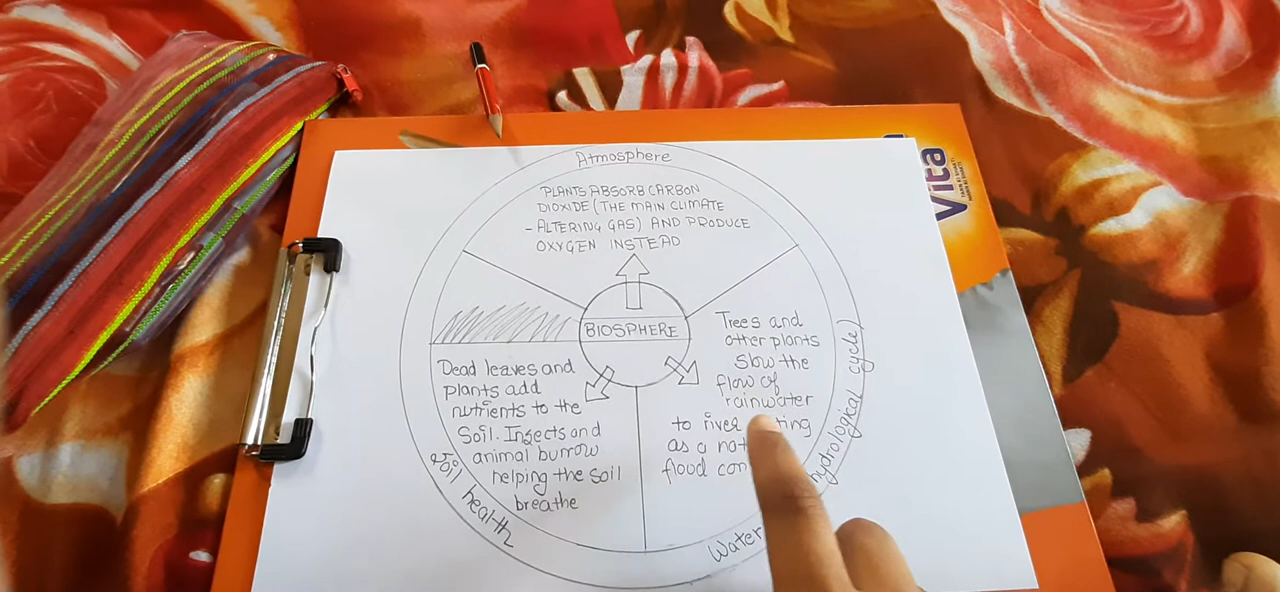 Atmosphere
PLANTS ABSORB CARBON
DIOXIDE (THE MAIN CLIMATE
- ALTERING GAS) AND PRODUCE
OXYGEN INSTEAD
BIOSPHERE
Trees and
other plants
slow the
flow of
rainwater
to
as a
flood
Dead leaves and
plants add
nutrients to the
Soil. Insects and
animal burrow
helping the soil
breathe
soil health
Water
hydrological cycle)
Vita